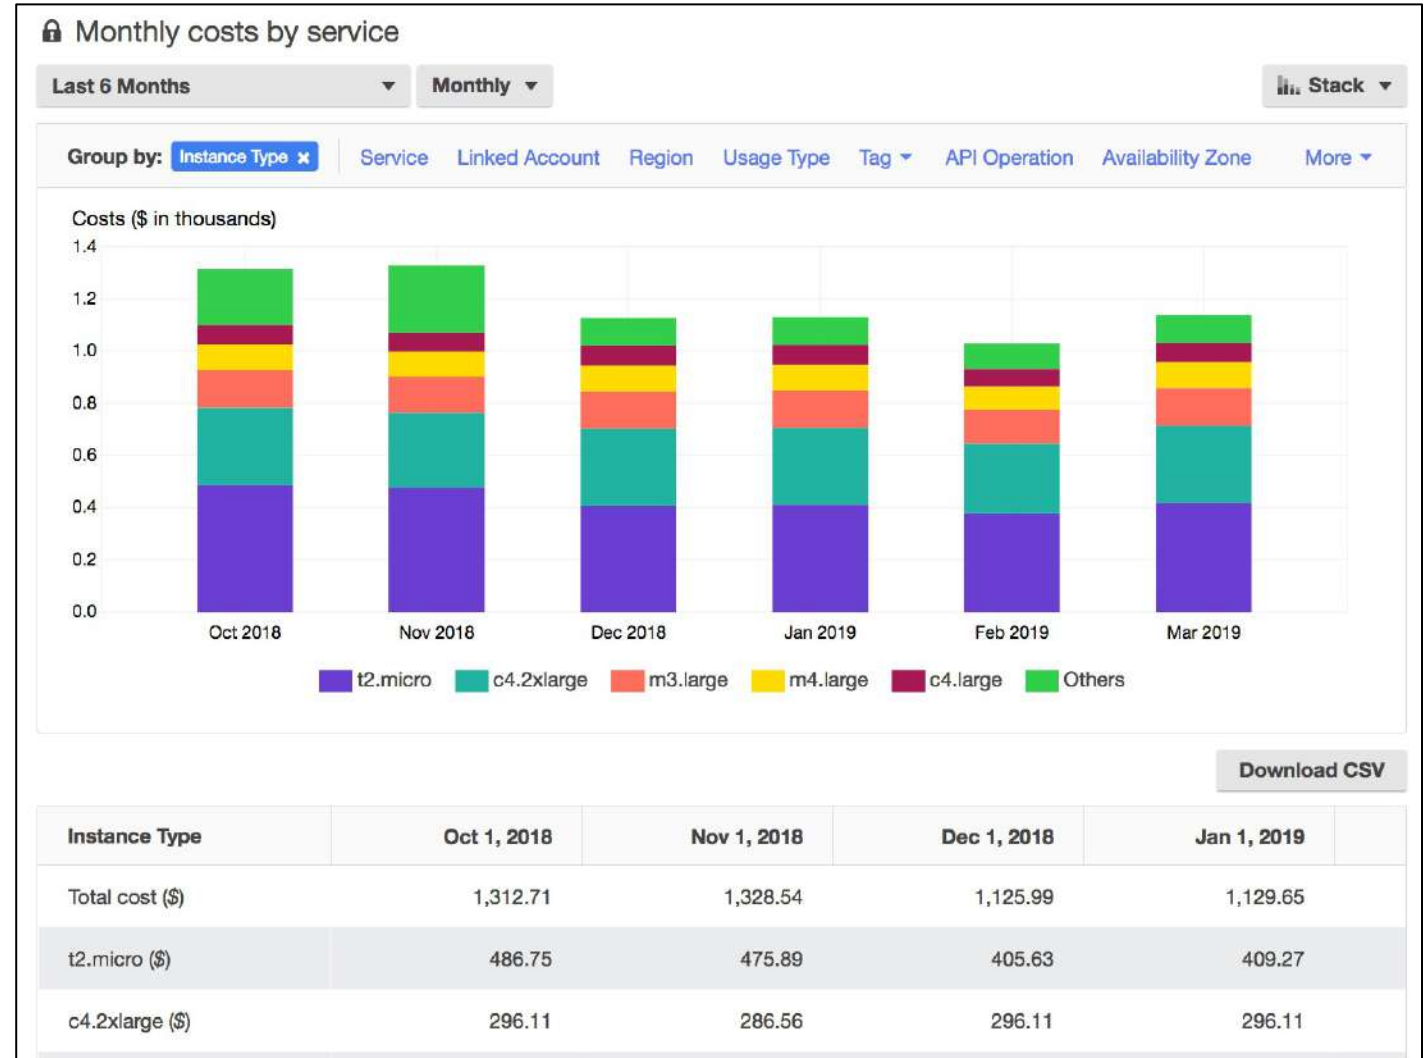 Monthly costs by service
Last 6 Months Monthly Stack
Group by: Instance Type × Service Linked Account Region Usage Type Tag API Operation Availability Zone More
Costs ($ in thousands)
1.4
1.2
1.0
0.8
0.6
0.4
0.2
0.0
Oct 2018 Nov 2018 Dec 2018 Jan 2019 Feb 2019 Mar 2019
t2.micro c4.2xlarge m3.large m4.large c4.large Others
Download CSV
Instance Type Oct 1, 2018 Nov 1, 2018 Dec 1, 2018 Jan 1, 2019
Total cost ($) 1,312.71 1,328.54 1,125.99 1,129.65
t2.micro ($) 486.75 475.89 405.63 409.27
c4.2xlarge ($) 296.11 286.56 296.11 296.11